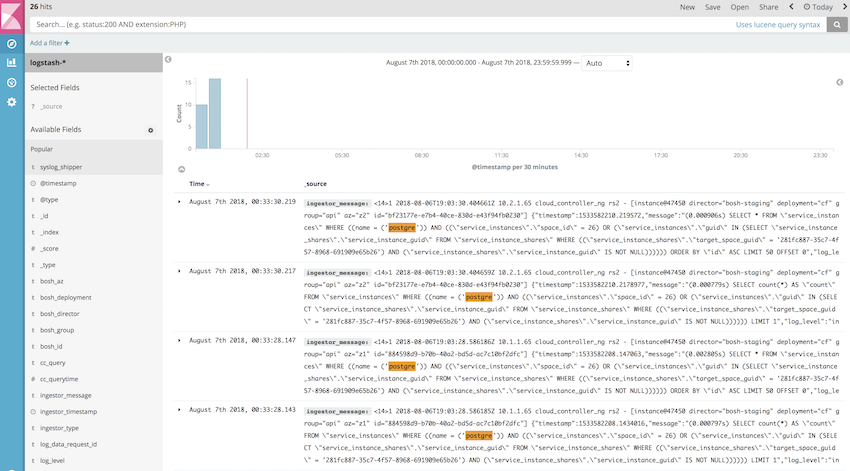 26 hits
New Save Open Share Today
Search... (e.g. status:200 AND extension:PHP)
Uses lucene query syntax
Add a filter +
logstash-*
Selected Fields
? _source
Available Fields
Popular
t syslog_shipper
@timestamp
t @type
t _id
t _index
# _score
t _type
t bosh_az
t bosh_deployment
t bosh_director
t bosh_group
t bosh_id
t cc_query
# cc_querytime
t ingestor_message
ingestor_timestamp
t ingestor_type
t log_data_request_id
t log_level
August 7th 2018, 00:00:00.000 - August 7th 2018, 23:59:59.999 — Auto
Count
15
10
5
0
02:30 05:30 08:30 11:30 14:30 17:30 20:30 23:30
@timestamp per 30 minutes
Time _source
August 7th 2018, 00:33:30.219
ingestor_message: <14>1 2018-08-06T19:03:30.404661Z 10.2.1.65 cloud_controller_ng rs2 - [instance@47450 director="bosh-staging" deployment="cf" g
roup="api" az="z2" id="bf23177e-e7b4-40ce-830d-e43f94fb0230"] {"timestamp":1533582210.219572,"message":"(0.000906s) SELECT * FROM \"service_instan
ces\" WHERE ((name = ('postgre')) AND ((\"service_instances\".\"space_id\" = 26) OR (\"service_instances\".\"guid\" IN (SELECT \"service_instance
_shares\".\"service_instance_guid\" FROM \"service_instance_shares\" WHERE ((\"service_instance_shares\".\"target_space_guid\" = '281fc887-35c7-4f
57-8968-691909e65b26') AND (\"service_instance_shares\".\"service_instance_guid\" IS NOT NULL)))))) ORDER BY \"id\" ASC LIMIT 50 OFFSET 0","log_le
August 7th 2018, 00:33:30.217
ingestor_message: <14>1 2018-08-06T19:03:30.404659Z 10.2.1.65 cloud_controller_ng rs2 - [instance@47450 director="bosh-staging" deployment="cf" g
roup="api" az="z2" id="bf23177e-e7b4-40ce-830d-e43f94fb0230"] {"timestamp":1533582210.2178977,"message":"(0.000779s) SELECT count(*) AS \"count\"
FROM \"service_instances\" WHERE ((name = ('postgre')) AND ((\"service_instances\".\"space_id\" = 26) OR (\"service_instances\".\"guid\" IN (SELE
CT \"service_instance_shares\".\"service_instance_guid\" FROM \"service_instance_shares\" WHERE ((\"service_instance_shares\".\"target_space_guid
\" = '281fc887-35c7-4f57-8968-691909e65b26') AND (\"service_instance_shares\".\"service_instance_guid\" IS NOT NULL)))))) LIMIT 1","log_level":"in
August 7th 2018, 00:33:28.147
ingestor_message: <14>1 2018-08-06T19:03:28.586186Z 10.1.1.65 cloud_controller_ng rs2 - [instance@47450 director="bosh-staging" deployment="cf" g
roup="api" az="z1" id="884598d9-b70b-40a2-bd5d-ac7c10bf2dfc"] {"timestamp":1533582208.147063,"message":"(0.002805s) SELECT * FROM \"service_instan
ces\" WHERE ((name = ('postgre')) AND ((\"service_instances\".\"space_id\" = 26) OR (\"service_instances\".\"guid\" IN (SELECT \"service_instance
_shares\".\"service_instance_guid\" FROM \"service_instance_shares\" WHERE ((\"service_instance_shares\".\"target_space_guid\" = '281fc887-35c7-4f
57-8968-691909e65b26') AND (\"service_instance_shares\".\"service_instance_guid\" IS NOT NULL)))))) ORDER BY \"id\" ASC LIMIT 50 OFFSET 0","log_le
August 7th 2018, 00:33:28.143
ingestor_message: <14>1 2018-08-06T19:03:28.586185Z 10.1.1.65 cloud_controller_ng rs2 - [instance@47450 director="bosh-staging" deployment="cf" g
roup="api" az="z1" id="884598d9-b70b-40a2-bd5d-ac7c10bf2dfc"] {"timestamp":1533582208.1434016,"message":"(0.000715s) SELECT count(*) AS \"count\"
FROM \"service_instances\" WHERE ((name = ('postgre')) AND ((\"service_instances\".\"space_id\" = 26) OR (\"service_instances\".\"guid\" IN (SELE
CT \"service_instance_shares\".\"service_instance_guid\" FROM \"service_instance_shares\" WHERE ((\"service_instance_shares\".\"target_space_guid
\" = '281fc887-35c7-4f57-8968-691909e65b26') AND (\"service_instance_shares\".\"service_instance_guid\" IS NOT NULL)))))) LIMIT 1","log_level":"in